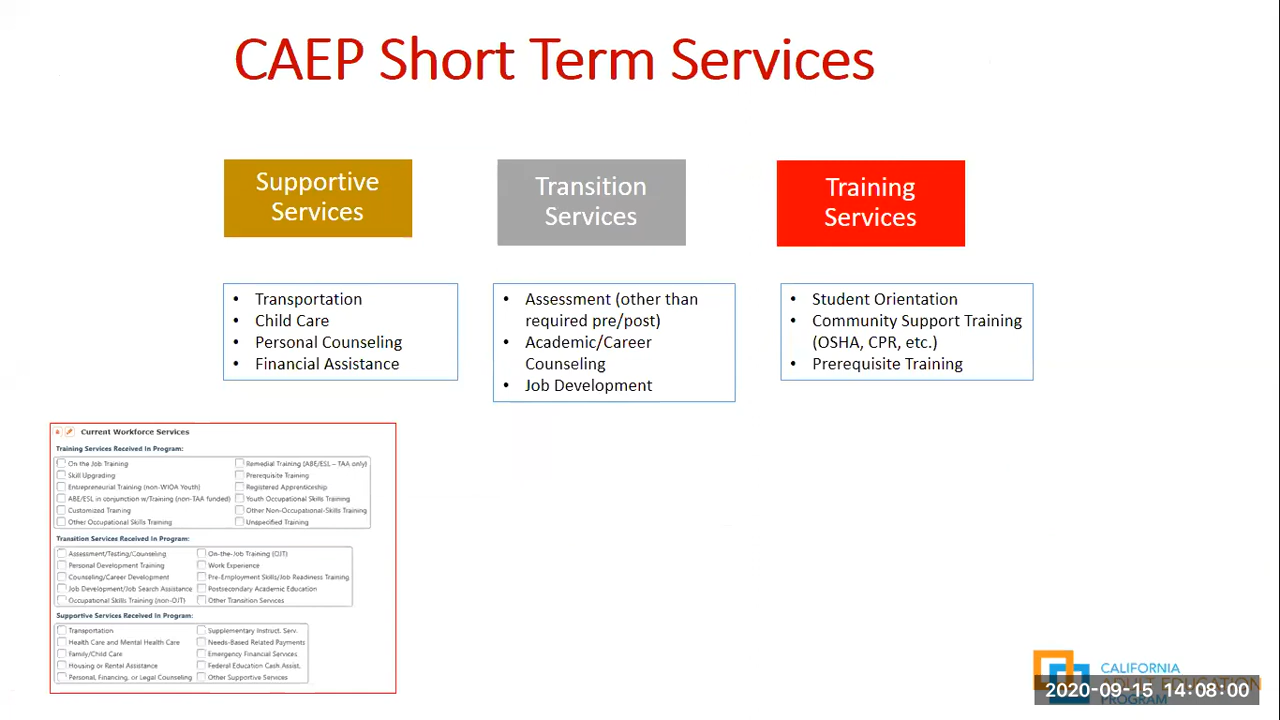 CAEP Short Term Services
Supportive
Services
Transition
Services
Training
Services
• Transportation
• Child Care
• Personal Counseling
• Financial Assistance
• Assessment (other than
required pre/post)
• Academic/Career
Counseling
• Job Development
• Student Orientation
• Community Support Training
(OSHA, CPR, etc.)
• Prerequisite Training
Current Workforce Services
Training Services Received In Program:
On the Job Training
Remedial Training (ABE/ESL – TAA only)
Skill Upgrading
Prerequisite Training
Entrepreneurial Training (non-WIOA Youth)
Registered Apprenticeship
ABE/ESL in conjunction w/Training (non-TAA funded)
Youth Occupational Skills Training
Customized Training
Other Non-Occupational-Skills Training
Other Occupational Skills Training
Unspecified Training
Transition Services Received In Program:
Assessment/Testing/Counseling
On-the-Job Training (OJT)
Personal Development Training
Work Experience
Counseling/Career Development
Pre-Employment Skills/Job Readiness Training
Job Development/Job Search Assistance
Postsecondary Academic Education
Occupational Skills Training (non-OJT)
Other Transition Services
Supportive Services Received In Program:
Transportation
Supplementary Instruct. Serv.
Health Care and Mental Health Care
Needs-Based Related Payments
Family/Child Care
Emergency Financial Services
Housing or Rental Assistance
Federal Education Cash Assist.
Personal, Financing, or Legal Counseling
Other Supportive Services
CALIFORNIA
ADULT EDUCATION
PROGRAM
2020-09-15 14:08:00